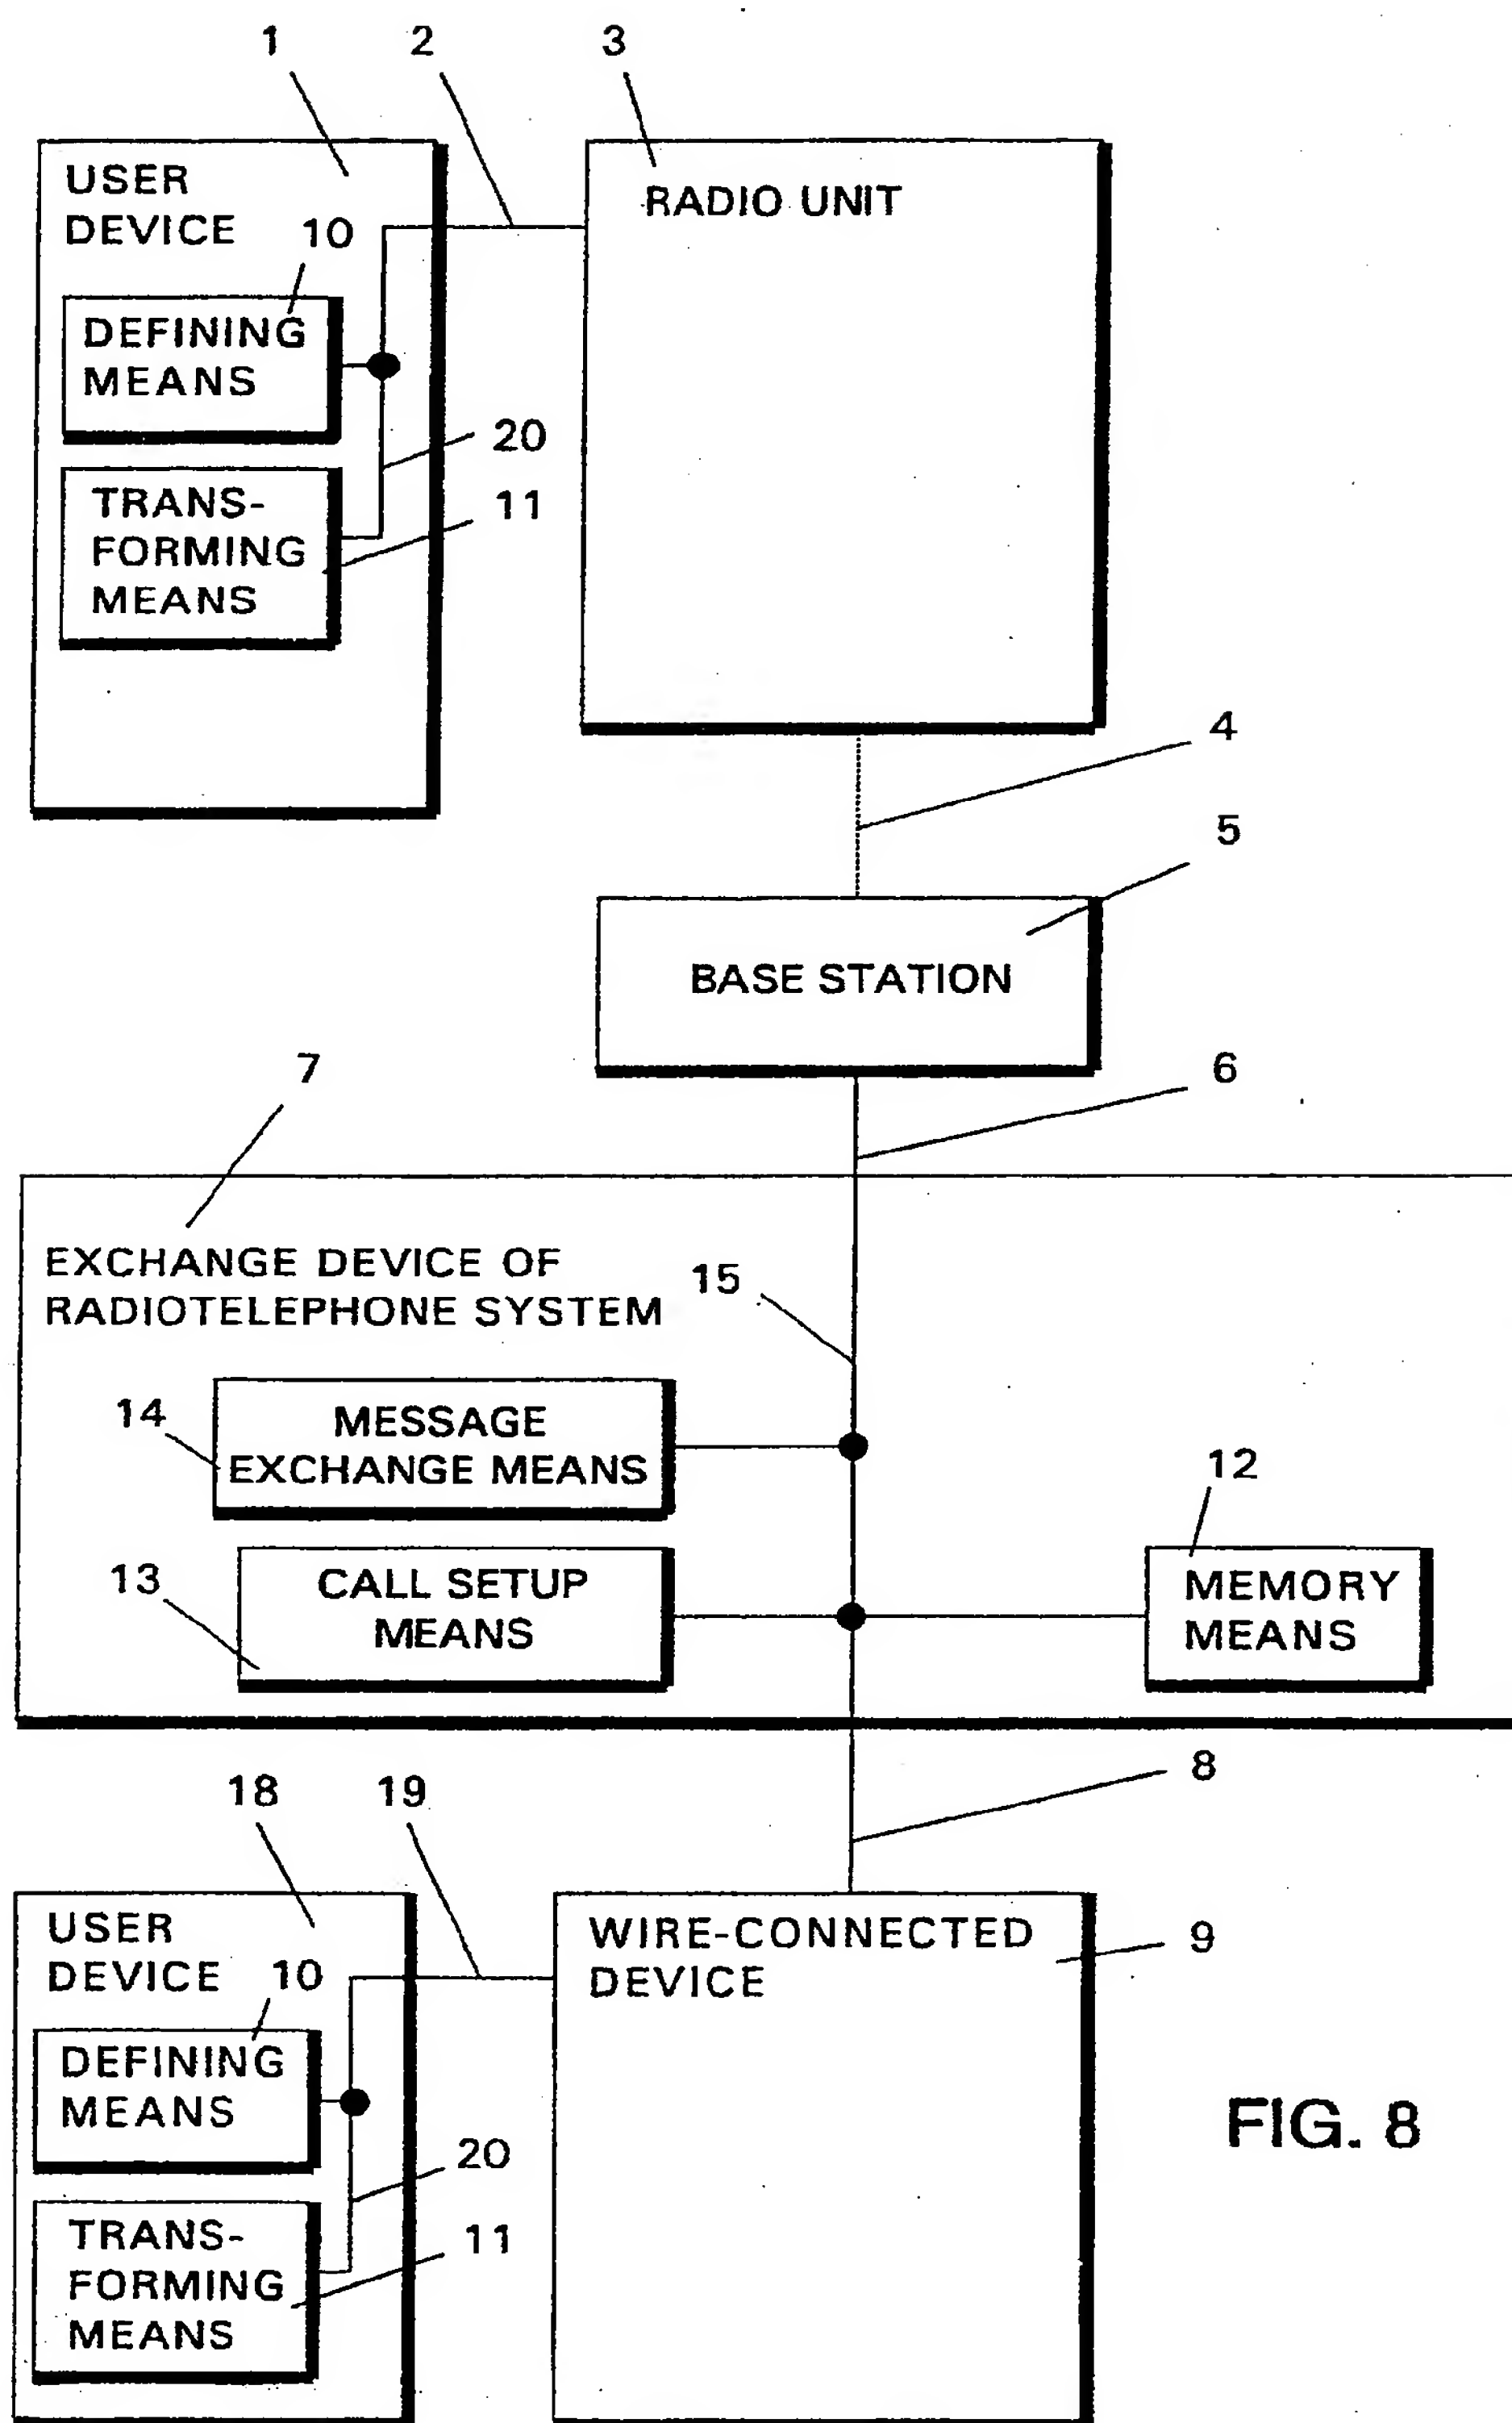 1
2
3
USER
DEVICE
10
RADIO UNIT
DEFINING
MEANS
20
TRANS-
FORMING
MEANS
11
4
5
BASE STATION
7
6
EXCHANGE DEVICE OF
RADIOTELEPHONE SYSTEM
15
14
MESSAGE
EXCHANGE MEANS
12
13
CALL SETUP
MEANS
MEMORY
MEANS
8
18
19
USER
DEVICE
10
WIRE-CONNECTED
DEVICE
9
DEFINING
MEANS
20
TRANS-
FORMING
MEANS
11
FIG. 8